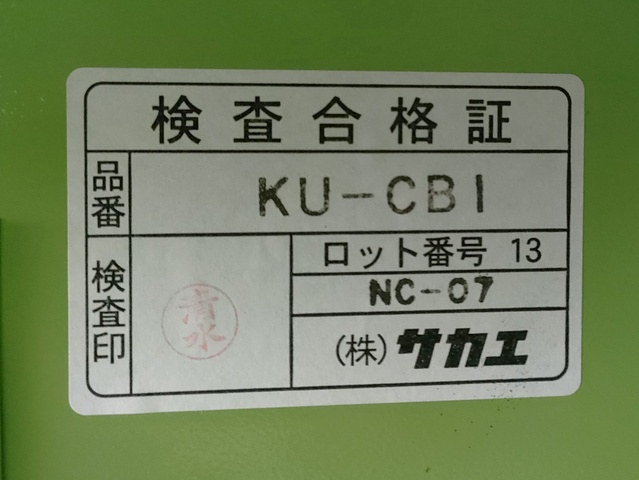 検査合格証
品番 KU-CB1
検査印 清水
ロット番号 13
NC-07
(株)サカエ